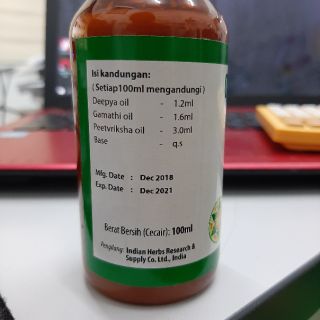 Isi kandungan:
( Setiap100ml mengandungi )
Deepya oil - 1.2ml
Gamathi oil - 1.6ml
Peetvriksha oil - 3.0ml
Base - q.s
Mfg. Date : Dec 2018
Exp. Date : Dec 2021
Berat Bersih (Cecair): 100ml
Pengilang: Indian Herbs Research &
Supply Co. Ltd., India